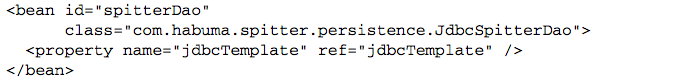 <bean id="spitterDao"
      class="com.habuma.spitter.persistence.JdbcSpitterDao">
  <property name="jdbcTemplate" ref="jdbcTemplate" />
</bean>